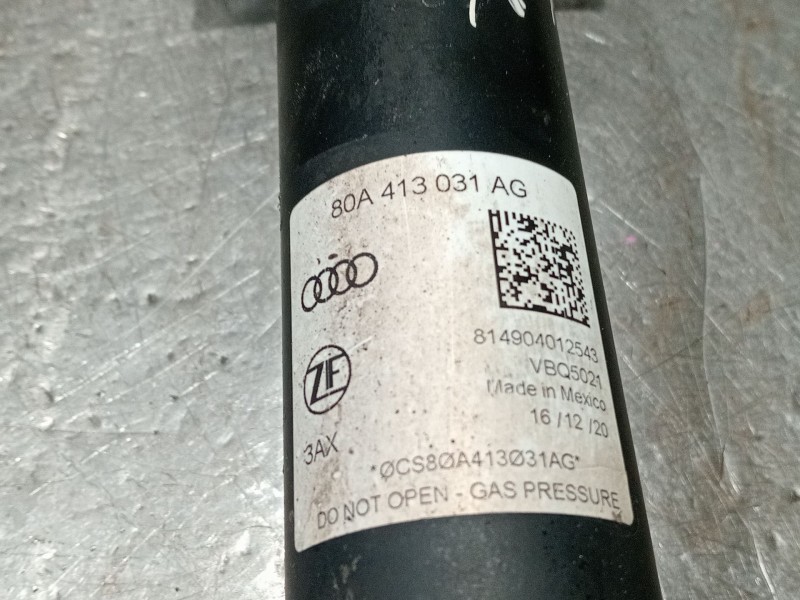 80A 413 031 AG
ZF
814904012543
VBQ5021
Made in Mexico
16 /12 /20
3AX
*ØCS8ØA413Ø31AG*
DO NOT OPEN - GAS PRESSURE